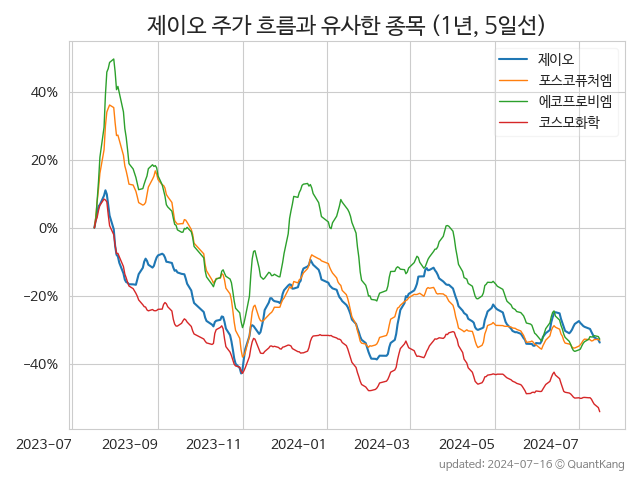 제이오 주가 흐름과 유사한 종목 (1년, 5일선)
제이오
포스코퓨처엠
에코프로비엠
코스모화학
40%
20%
0%
−20%
−40%
2023-07 2023-09 2023-11 2024-01 2024-03 2024-05 2024-07
updated: 2024-07-16 © QuantKang